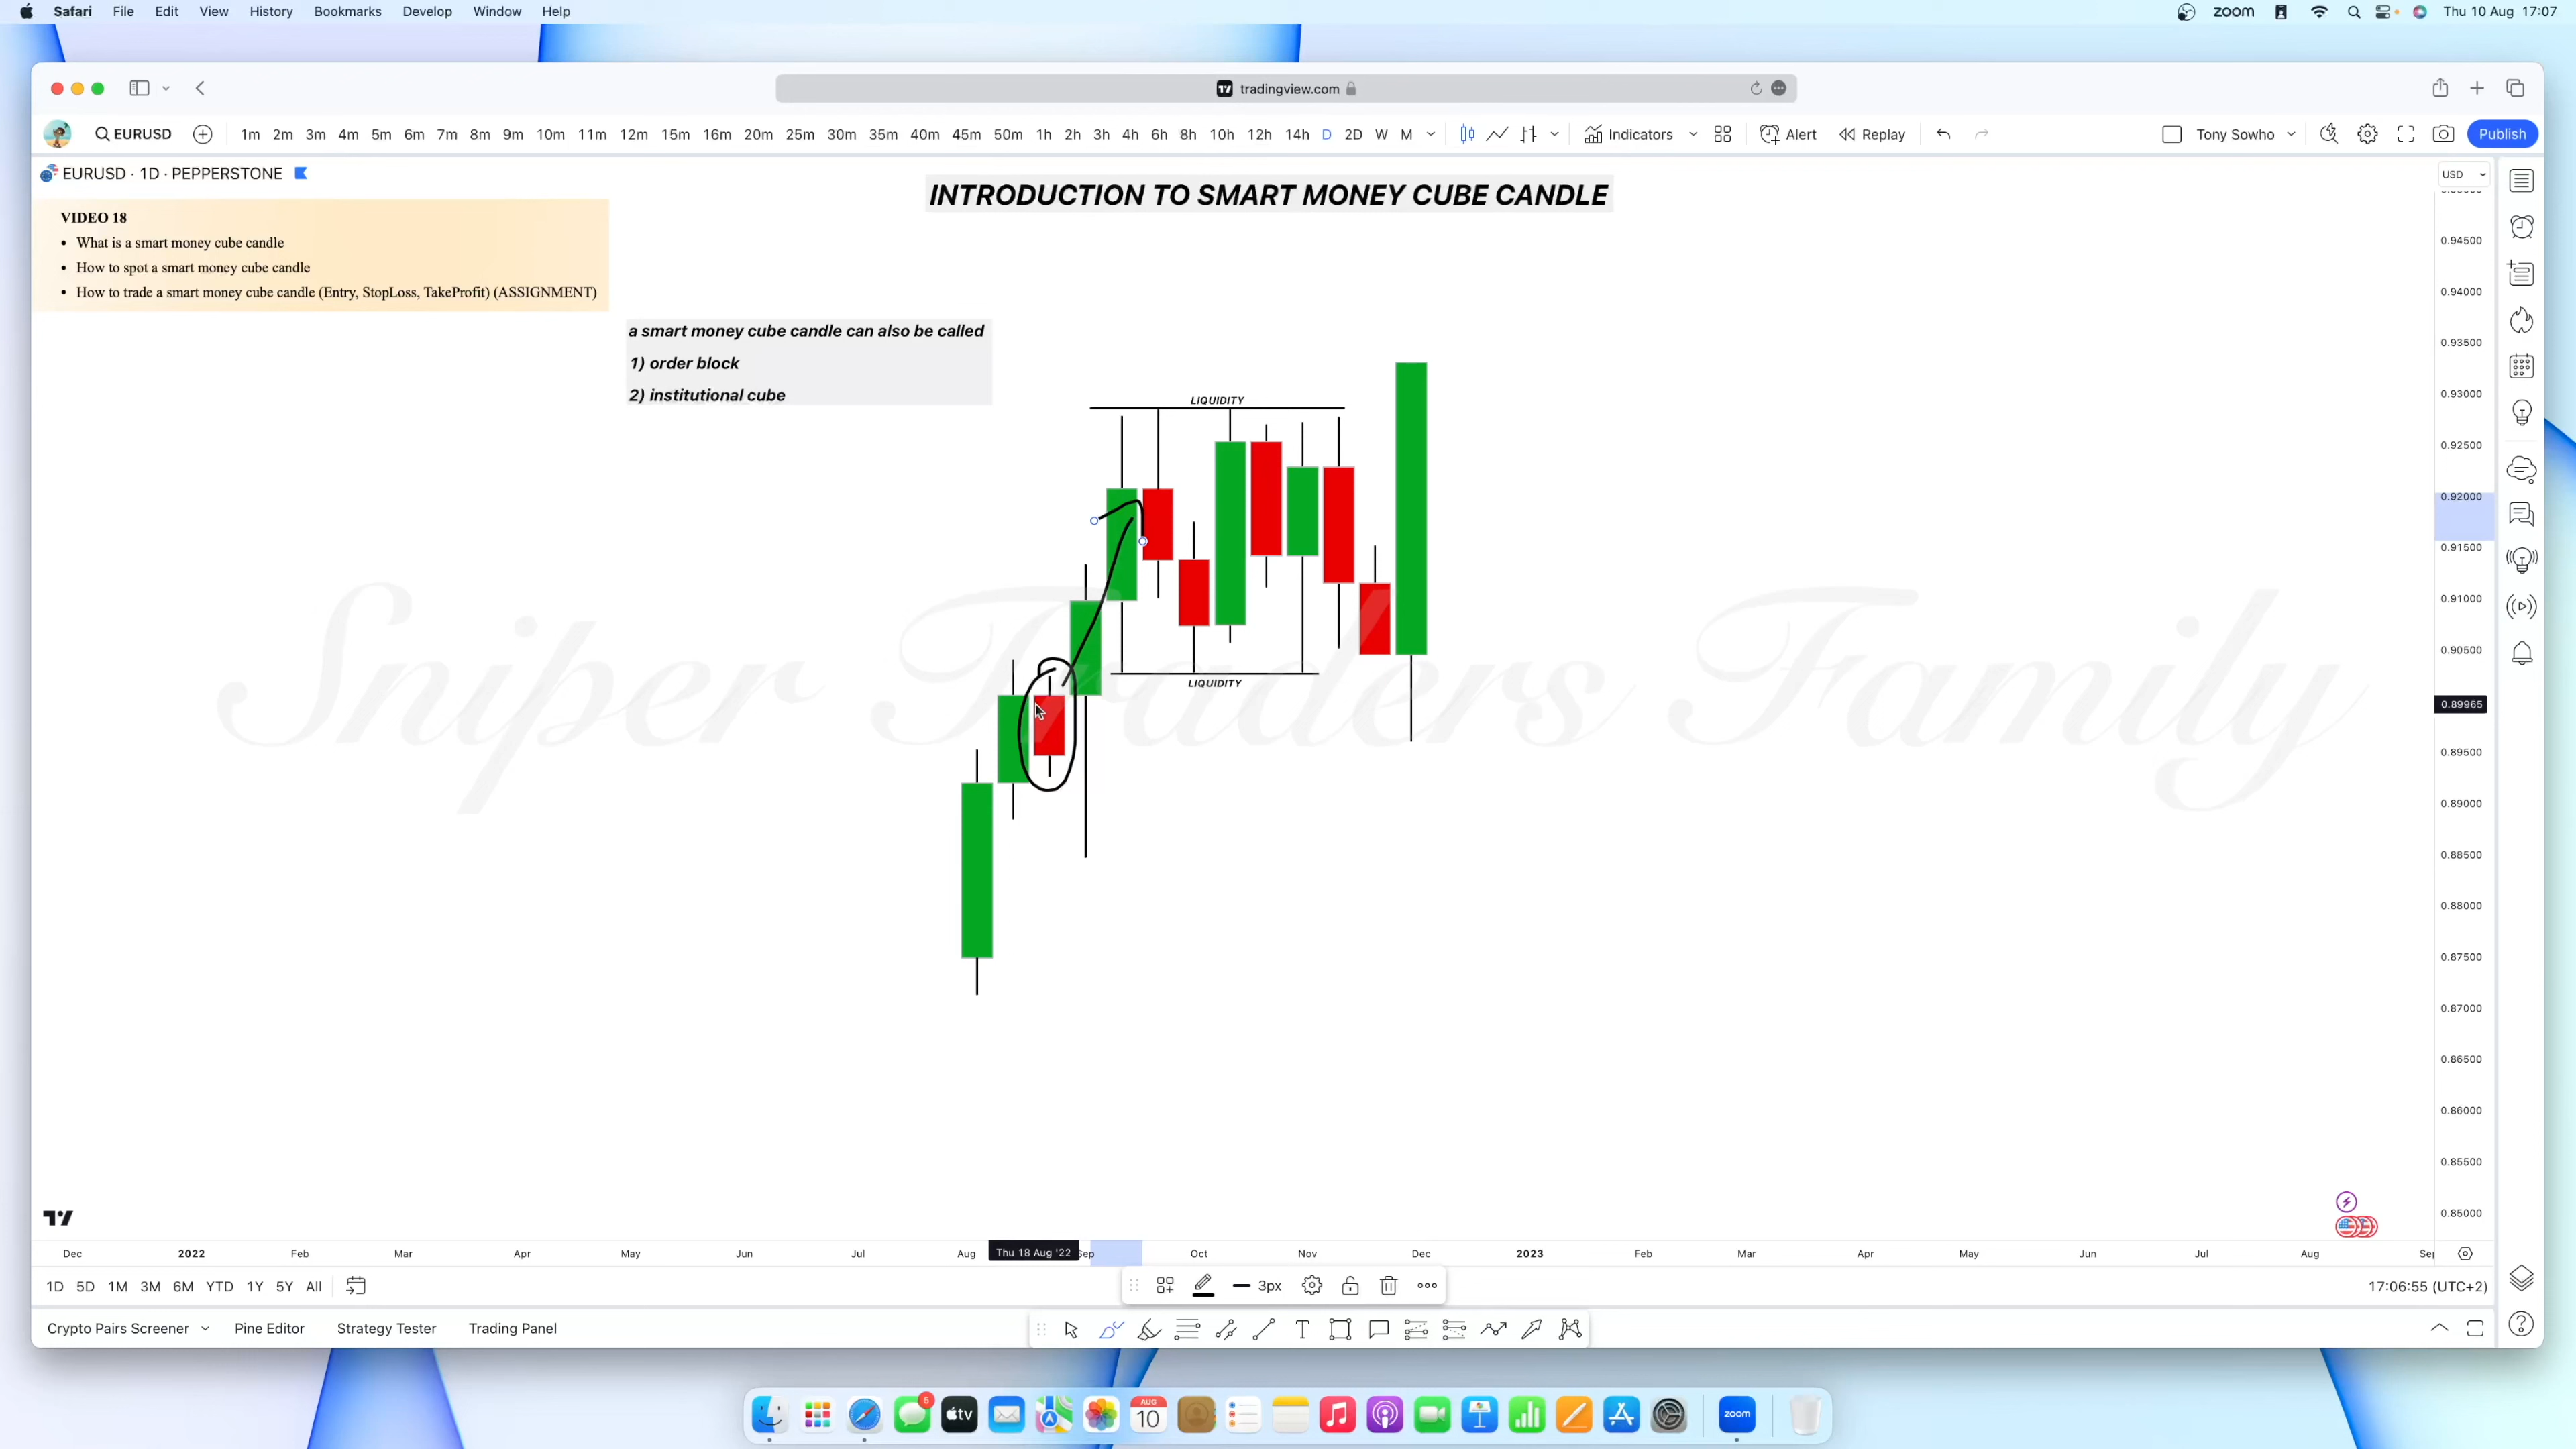 Safari File Edit View History Bookmarks Develop Window Help zoom Thu 10 Aug 17:07
tradingview.com
EURUSD 1m 2m 3m 4m 5m 6m 7m 8m 9m 10m 11m 12m 15m 16m 20m 25m 30m 35m 40m 45m 50m 1h 2h 3h 4h 6h 8h 10h 12h 14h D 2D W M Indicators Alert Replay Tony Sowho Publish
EURUSD · 1D · PEPPERSTONE
USD
INTRODUCTION TO SMART MONEY CUBE CANDLE
VIDEO 18
• What is a smart money cube candle
• How to spot a smart money cube candle
• How to trade a smart money cube candle (Entry, StopLoss, TakeProfit) (ASSIGNMENT)
a smart money cube candle can also be called
1) order block
2) institutional cube
LIQUIDITY
LIQUIDITY
Sniper Traders Family
0.94500
0.94000
0.93500
0.93000
0.92500
0.92000
0.91500
0.91000
0.90500
0.89965
0.89500
0.89000
0.88500
0.88000
0.87500
0.87000
0.86500
0.86000
0.85500
0.85000
Dec 2022 Feb Mar Apr May Jun Jul Aug Thu 18 Aug '22 Sep Oct Nov Dec 2023 Feb Mar Apr May Jun Jul Aug
1D 5D 1M 3M 6M YTD 1Y 5Y All 3px 17:06:55 (UTC+2)
Crypto Pairs Screener Pine Editor Strategy Tester Trading Panel
5 tv AUG 10 zoom